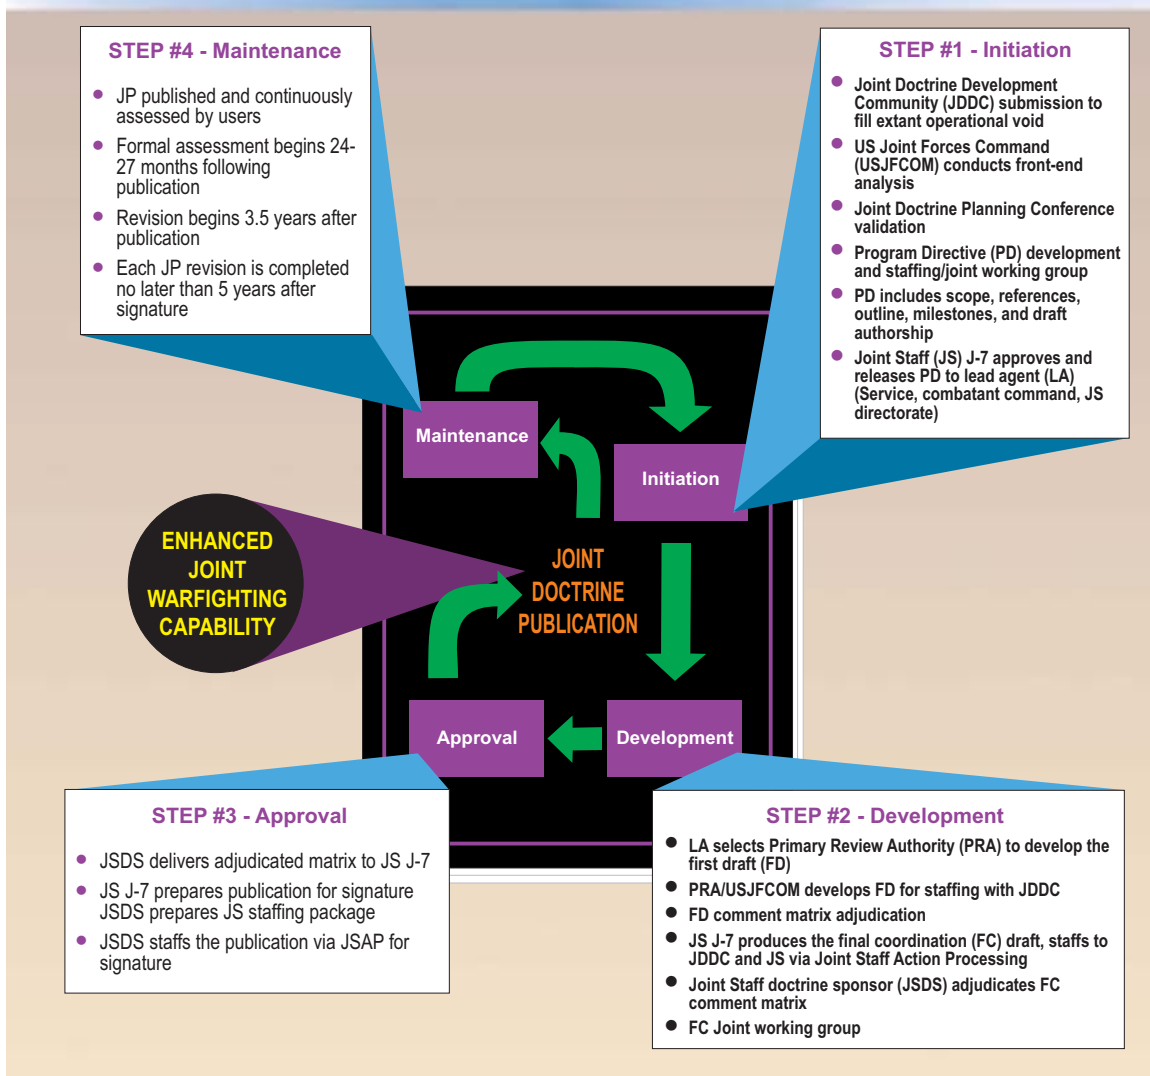 STEP #4 - Maintenance
• JP published and continuously
assessed by users
• Formal assessment begins 24-
27 months following
publication
• Revision begins 3.5 years after
publication
• Each JP revision is completed
no later than 5 years after
signature
STEP #1 - Initiation
• Joint Doctrine Development
Community (JDDC) submission to
fill extant operational void
• US Joint Forces Command
(USJFCOM) conducts front-end
analysis
• Joint Doctrine Planning Conference
validation
• Program Directive (PD) development
and staffing/joint working group
• PD includes scope, references,
outline, milestones, and draft
authorship
• Joint Staff (JS) J-7 approves and
releases PD to lead agent (LA)
(Service, combatant command, JS
directorate)
Maintenance
Initiation
ENHANCED
JOINT
WARFIGHTING
CAPABILITY
JOINT
DOCTRINE
PUBLICATION
Approval
Development
STEP #3 - Approval
• JSDS delivers adjudicated matrix to JS J-7
• JS J-7 prepares publication for signature
JSDS prepares JS staffing package
• JSDS staffs the publication via JSAP for
signature
STEP #2 - Development
• LA selects Primary Review Authority (PRA) to develop the
first draft (FD)
• PRA/USJFCOM develops FD for staffing with JDDC
• FD comment matrix adjudication
• JS J-7 produces the final coordination (FC) draft, staffs to
JDDC and JS via Joint Staff Action Processing
• Joint Staff doctrine sponsor (JSDS) adjudicates FC
comment matrix
• FC Joint working group